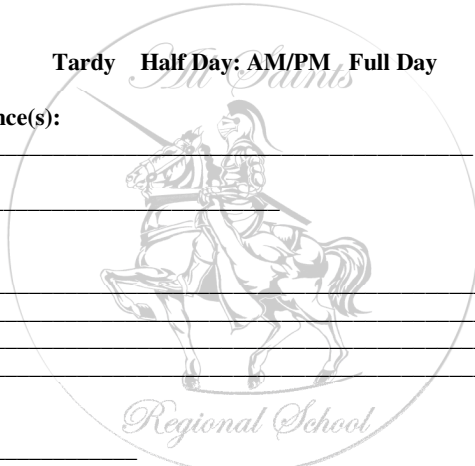 Tardy Half Day: AM/PM Full Day
All Saints
nce(s):
Regional School